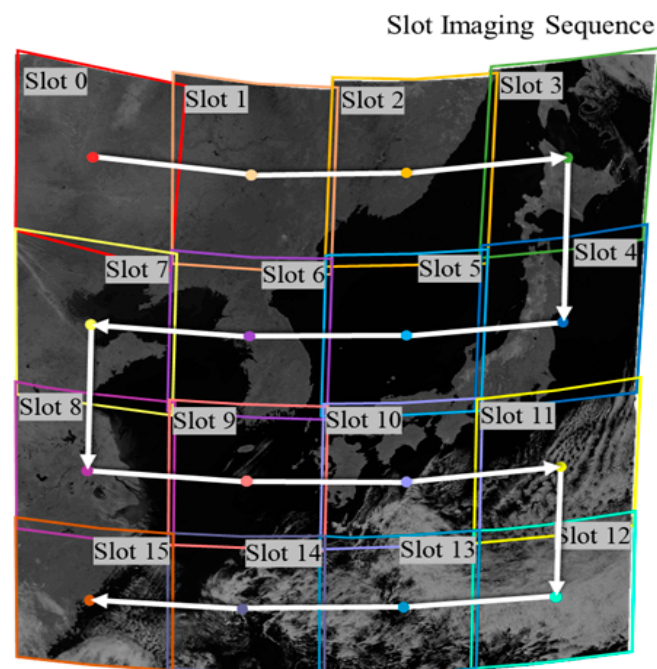 Slot Imaging Sequence
Slot 0
Slot 1
Slot 2
Slot 3
Slot 7
Slot 6
Slot 5
Slot 4
Slot 8
Slot 9
Slot 10
Slot 11
Slot 15
Slot 14
Slot 13
Slot 12